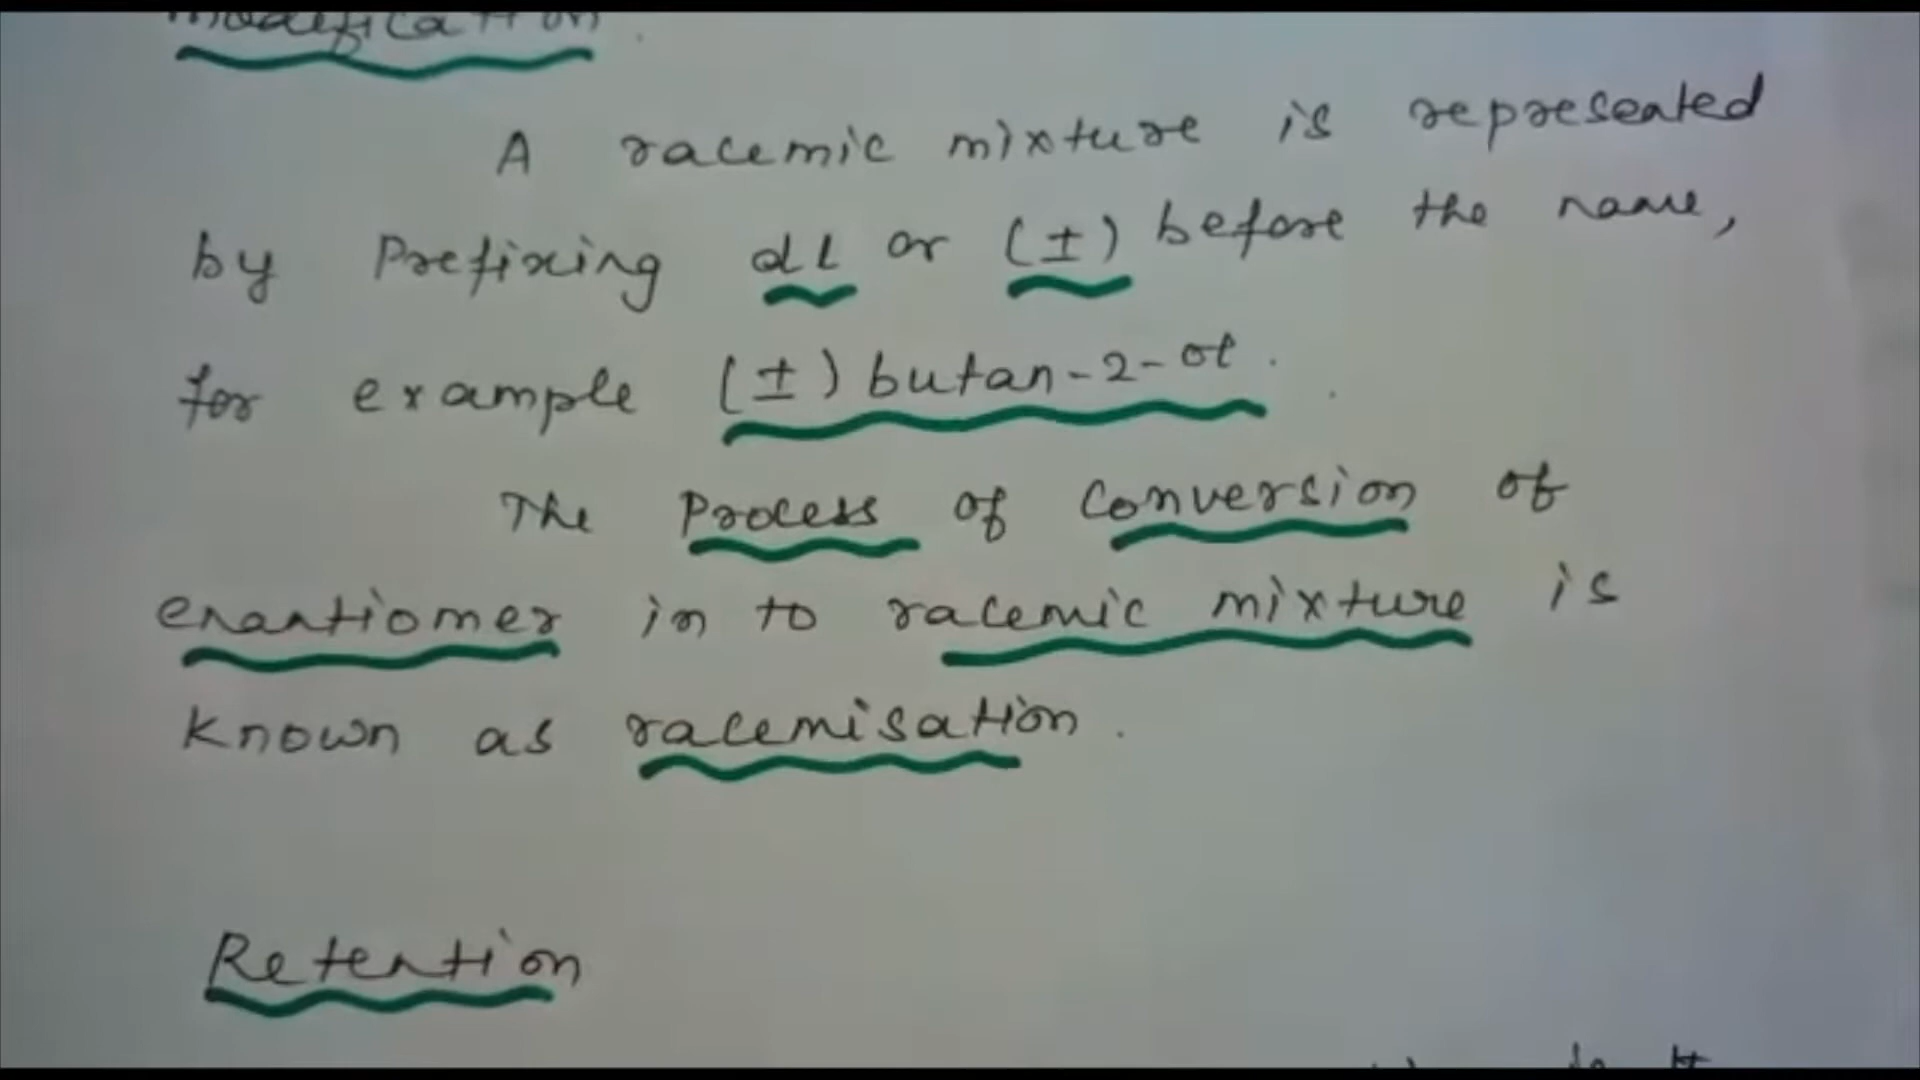 modification
A racemic mixture is represented
by Prefixing dl or (±) before the name,
for example (±) butan-2-ol.
The Process of Conversion of
enantiomer in to racemic mixture is
known as racemisation.
Retention